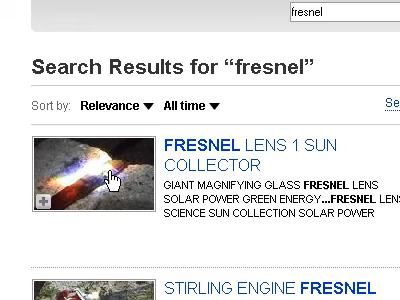 fresnel
Search Results for “fresnel”
Sort by: Relevance All time
FRESNEL LENS 1 SUN
COLLECTOR
GIANT MAGNIFYING GLASS FRESNEL LENS
SOLAR POWER GREEN ENERGY...FRESNEL LENS
SCIENCE SUN COLLECTION SOLAR POWER
STIRLING ENGINE FRESNEL